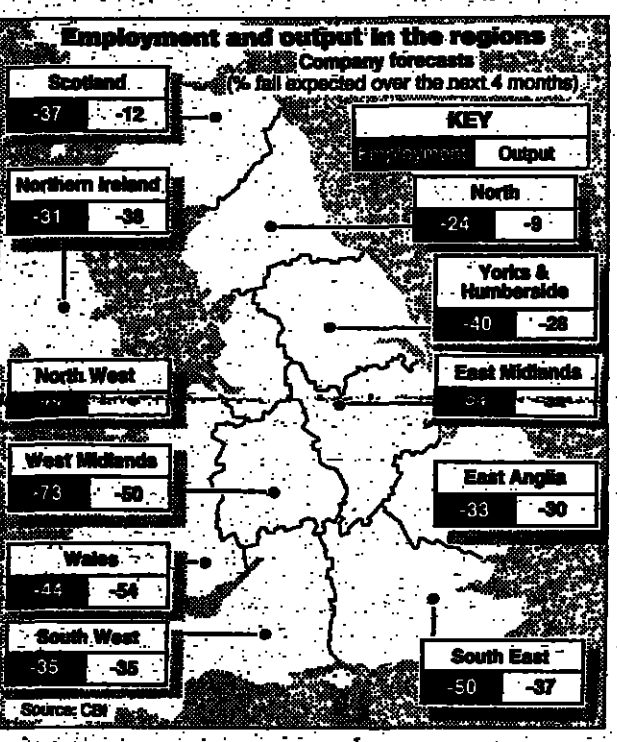 Employment and output in the regions
Company forecasts
(% fall expected over the next 4 months)
KEY
Employment Output
Scotland
-37 -12
Northern Ireland
-31 -38
North
-24 -9
Yorks &
Humberside
-40 -28
North West
East Midlands
West Midlands
-73 -50
East Anglia
-33 -30
Wales
-44 -54
South West
-35 -35
South East
-50 -37
Source: CBI